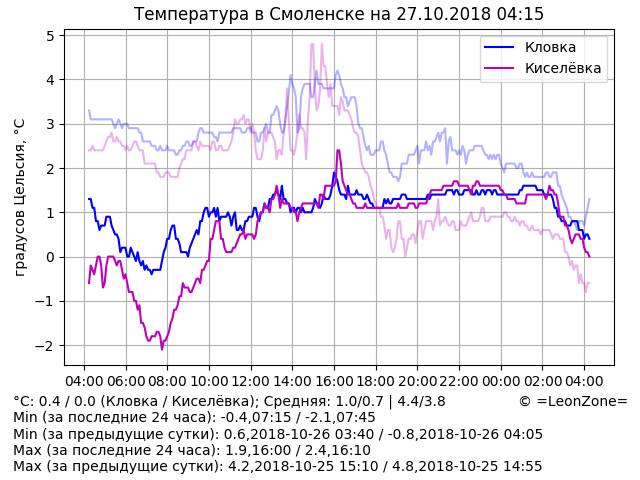 Температура в Смоленске на 27.10.2018 04:15
Кловка
Киселёвка
градусов Цельсия, °C
5
4
3
2
1
0
−1
−2
04:00 06:00 08:00 10:00 12:00 14:00 16:00 18:00 20:00 22:00 00:00 02:00 04:00
°C: 0.4 / 0.0 (Кловка / Киселёвка); Средняя: 1.0/0.7 | 4.4/3.8 © =LeonZone=
Min (за последние 24 часа): -0.4,07:15 / -2.1,07:45
Min (за предыдущие сутки): 0.6,2018-10-26 03:40 / -0.8,2018-10-26 04:05
Max (за последние 24 часа): 1.9,16:00 / 2.4,16:10
Max (за предыдущие сутки): 4.2,2018-10-25 15:10 / 4.8,2018-10-25 14:55